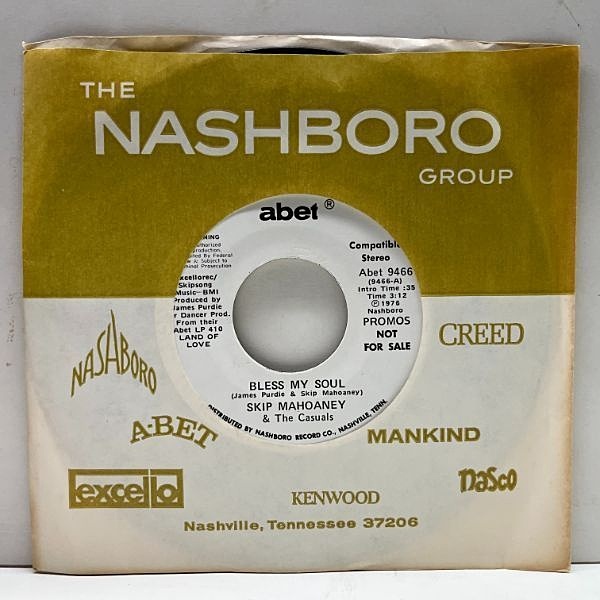 THE
NASHBORO
GROUP
abet®
Compatible
Stereo
Abet 9466
(9466-A)
Intro Time :35
Time 3:12
Ⓟ 1976
Nashboro
PROMOS
NOT
FOR SALE
Skipsong
Music-BMI
Produced by
James Purdie
Dancer Prod.
From their
Abet LP 410
LAND OF
LOVE
BLESS MY SOUL
(James Purdie & Skip Mahoaney)
SKIP MAHOANEY
& The Casuals
DISTRIBUTED BY NASHBORO RECORD CO., NASHVILLE, TENN.
NASHBORO
CREED
A-BET
MANKIND
excello
KENWOOD
nasco
Nashville, Tennessee 37206